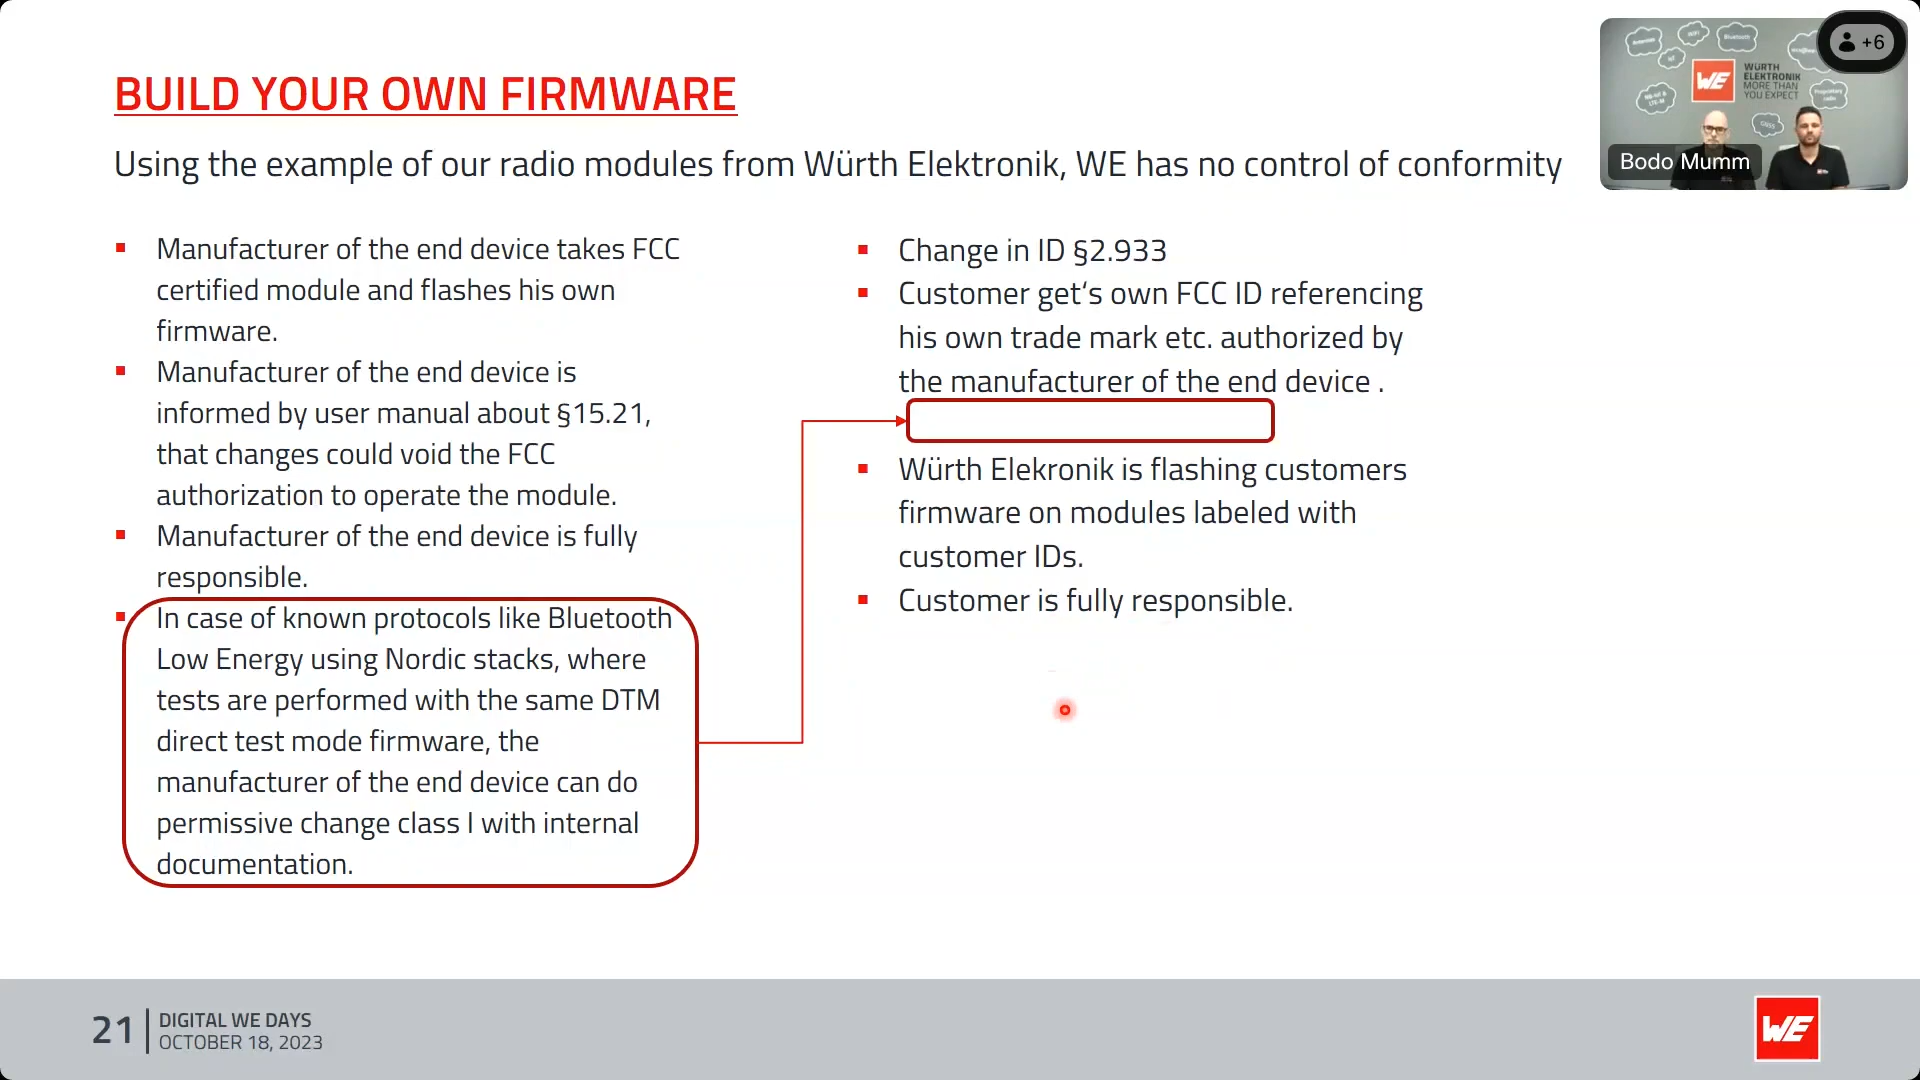 BUILD YOUR OWN FIRMWARE
Using the example of our radio modules from Würth Elektronik, WE has no control of conformity
Manufacturer of the end device takes FCC
certified module and flashes his own
firmware.
Manufacturer of the end device is
informed by user manual about §15.21,
that changes could void the FCC
authorization to operate the module.
Manufacturer of the end device is fully
responsible.
In case of known protocols like Bluetooth
Low Energy using Nordic stacks, where
tests are performed with the same DTM
direct test mode firmware, the
manufacturer of the end device can do
permissive change class I with internal
documentation.
Change in ID §2.933
Customer get‘s own FCC ID referencing
his own trade mark etc. authorized by
the manufacturer of the end device .
Würth Elekronik is flashing customers
firmware on modules labeled with
customer IDs.
Customer is fully responsible.
+6
Bluetooth
WE
WÜRTH
ELEKTRONIK
MORE THAN
YOU EXPECT
NB-IoT &
LTE-M
Proprietary
radio
GNSS
Bodo Mumm
21
DIGITAL WE DAYS
OCTOBER 18, 2023
WE